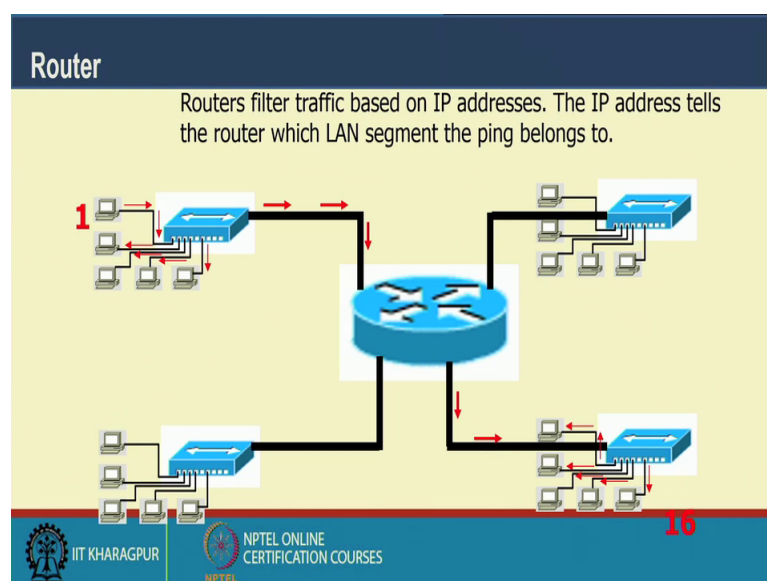 Router
Routers filter traffic based on IP addresses. The IP address tells
the router which LAN segment the ping belongs to.
1
16
IIT KHARAGPUR
NPTEL ONLINE
CERTIFICATION COURSES
NPTEL